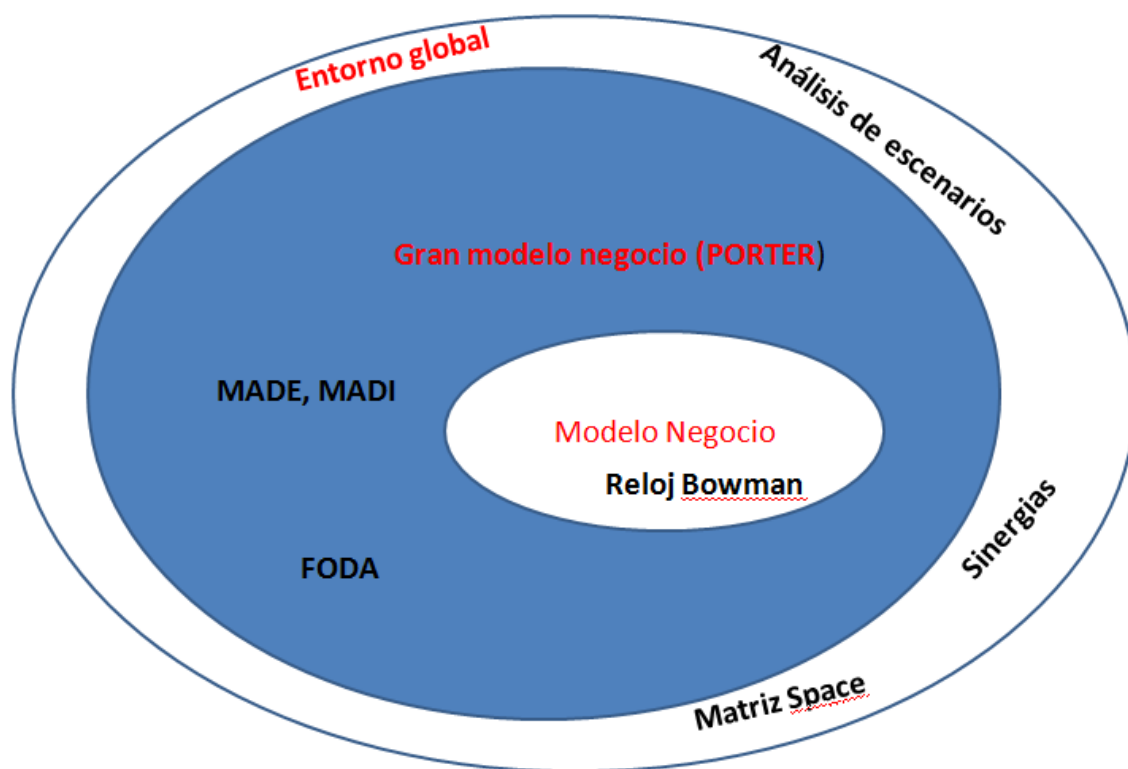 Entorno global
Análisis de escenarios
Gran modelo negocio (PORTER)
MADE, MADI
Modelo Negocio
Reloj Bowman
Sinergias
FODA
Matriz Space